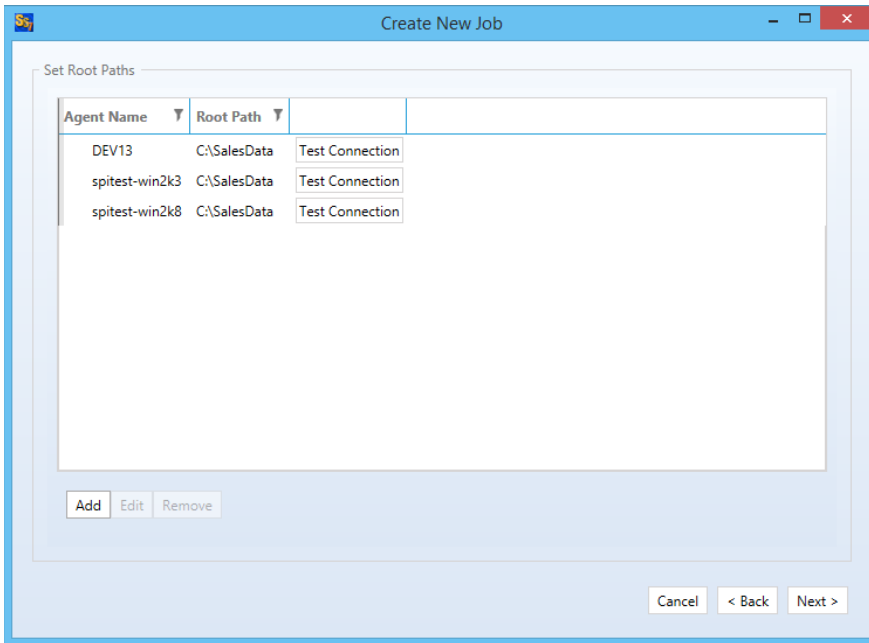 Create New Job
Set Root Paths
Agent Name Root Path
DEV13 C:\SalesData Test Connection
spitest-win2k3 C:\SalesData Test Connection
spitest-win2k8 C:\SalesData Test Connection
Add Edit Remove
Cancel < Back Next >